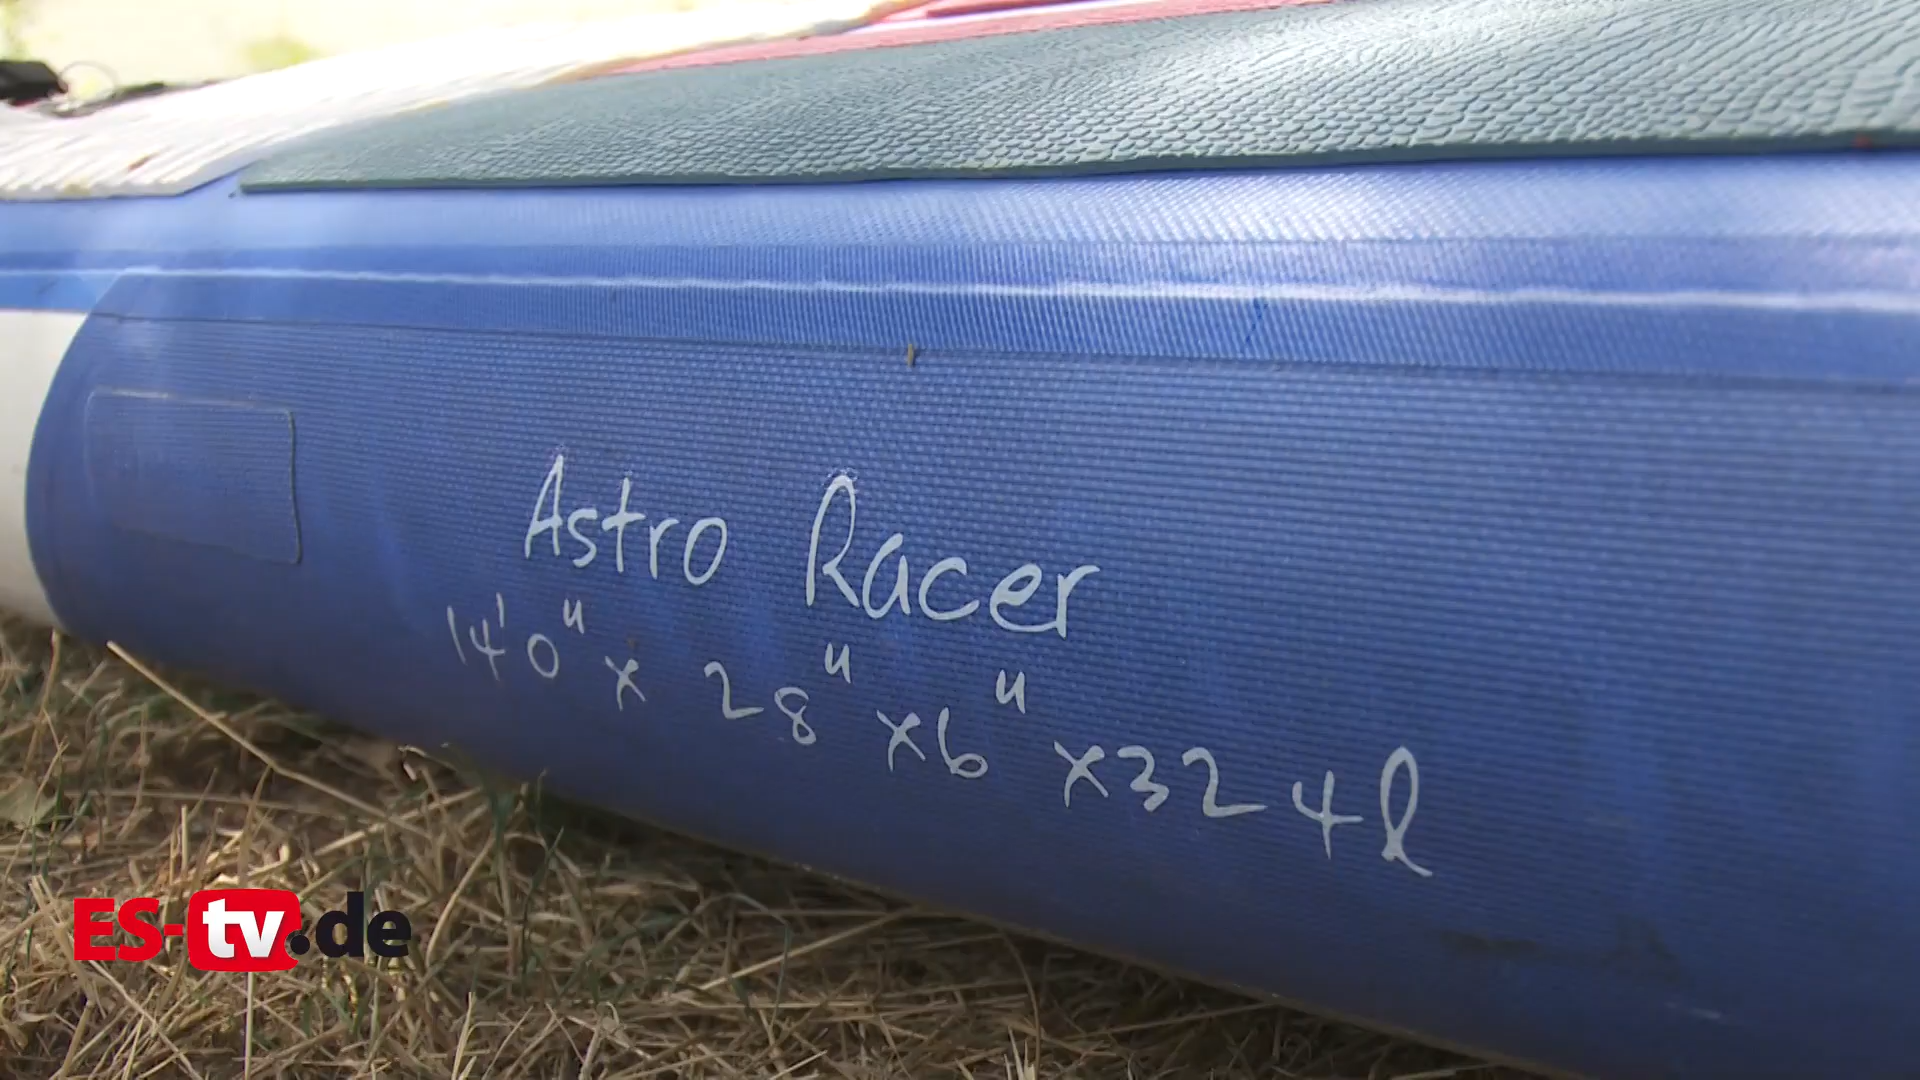 Astro Racer
14'0" x 28" x6" x324l
ES-tv.de